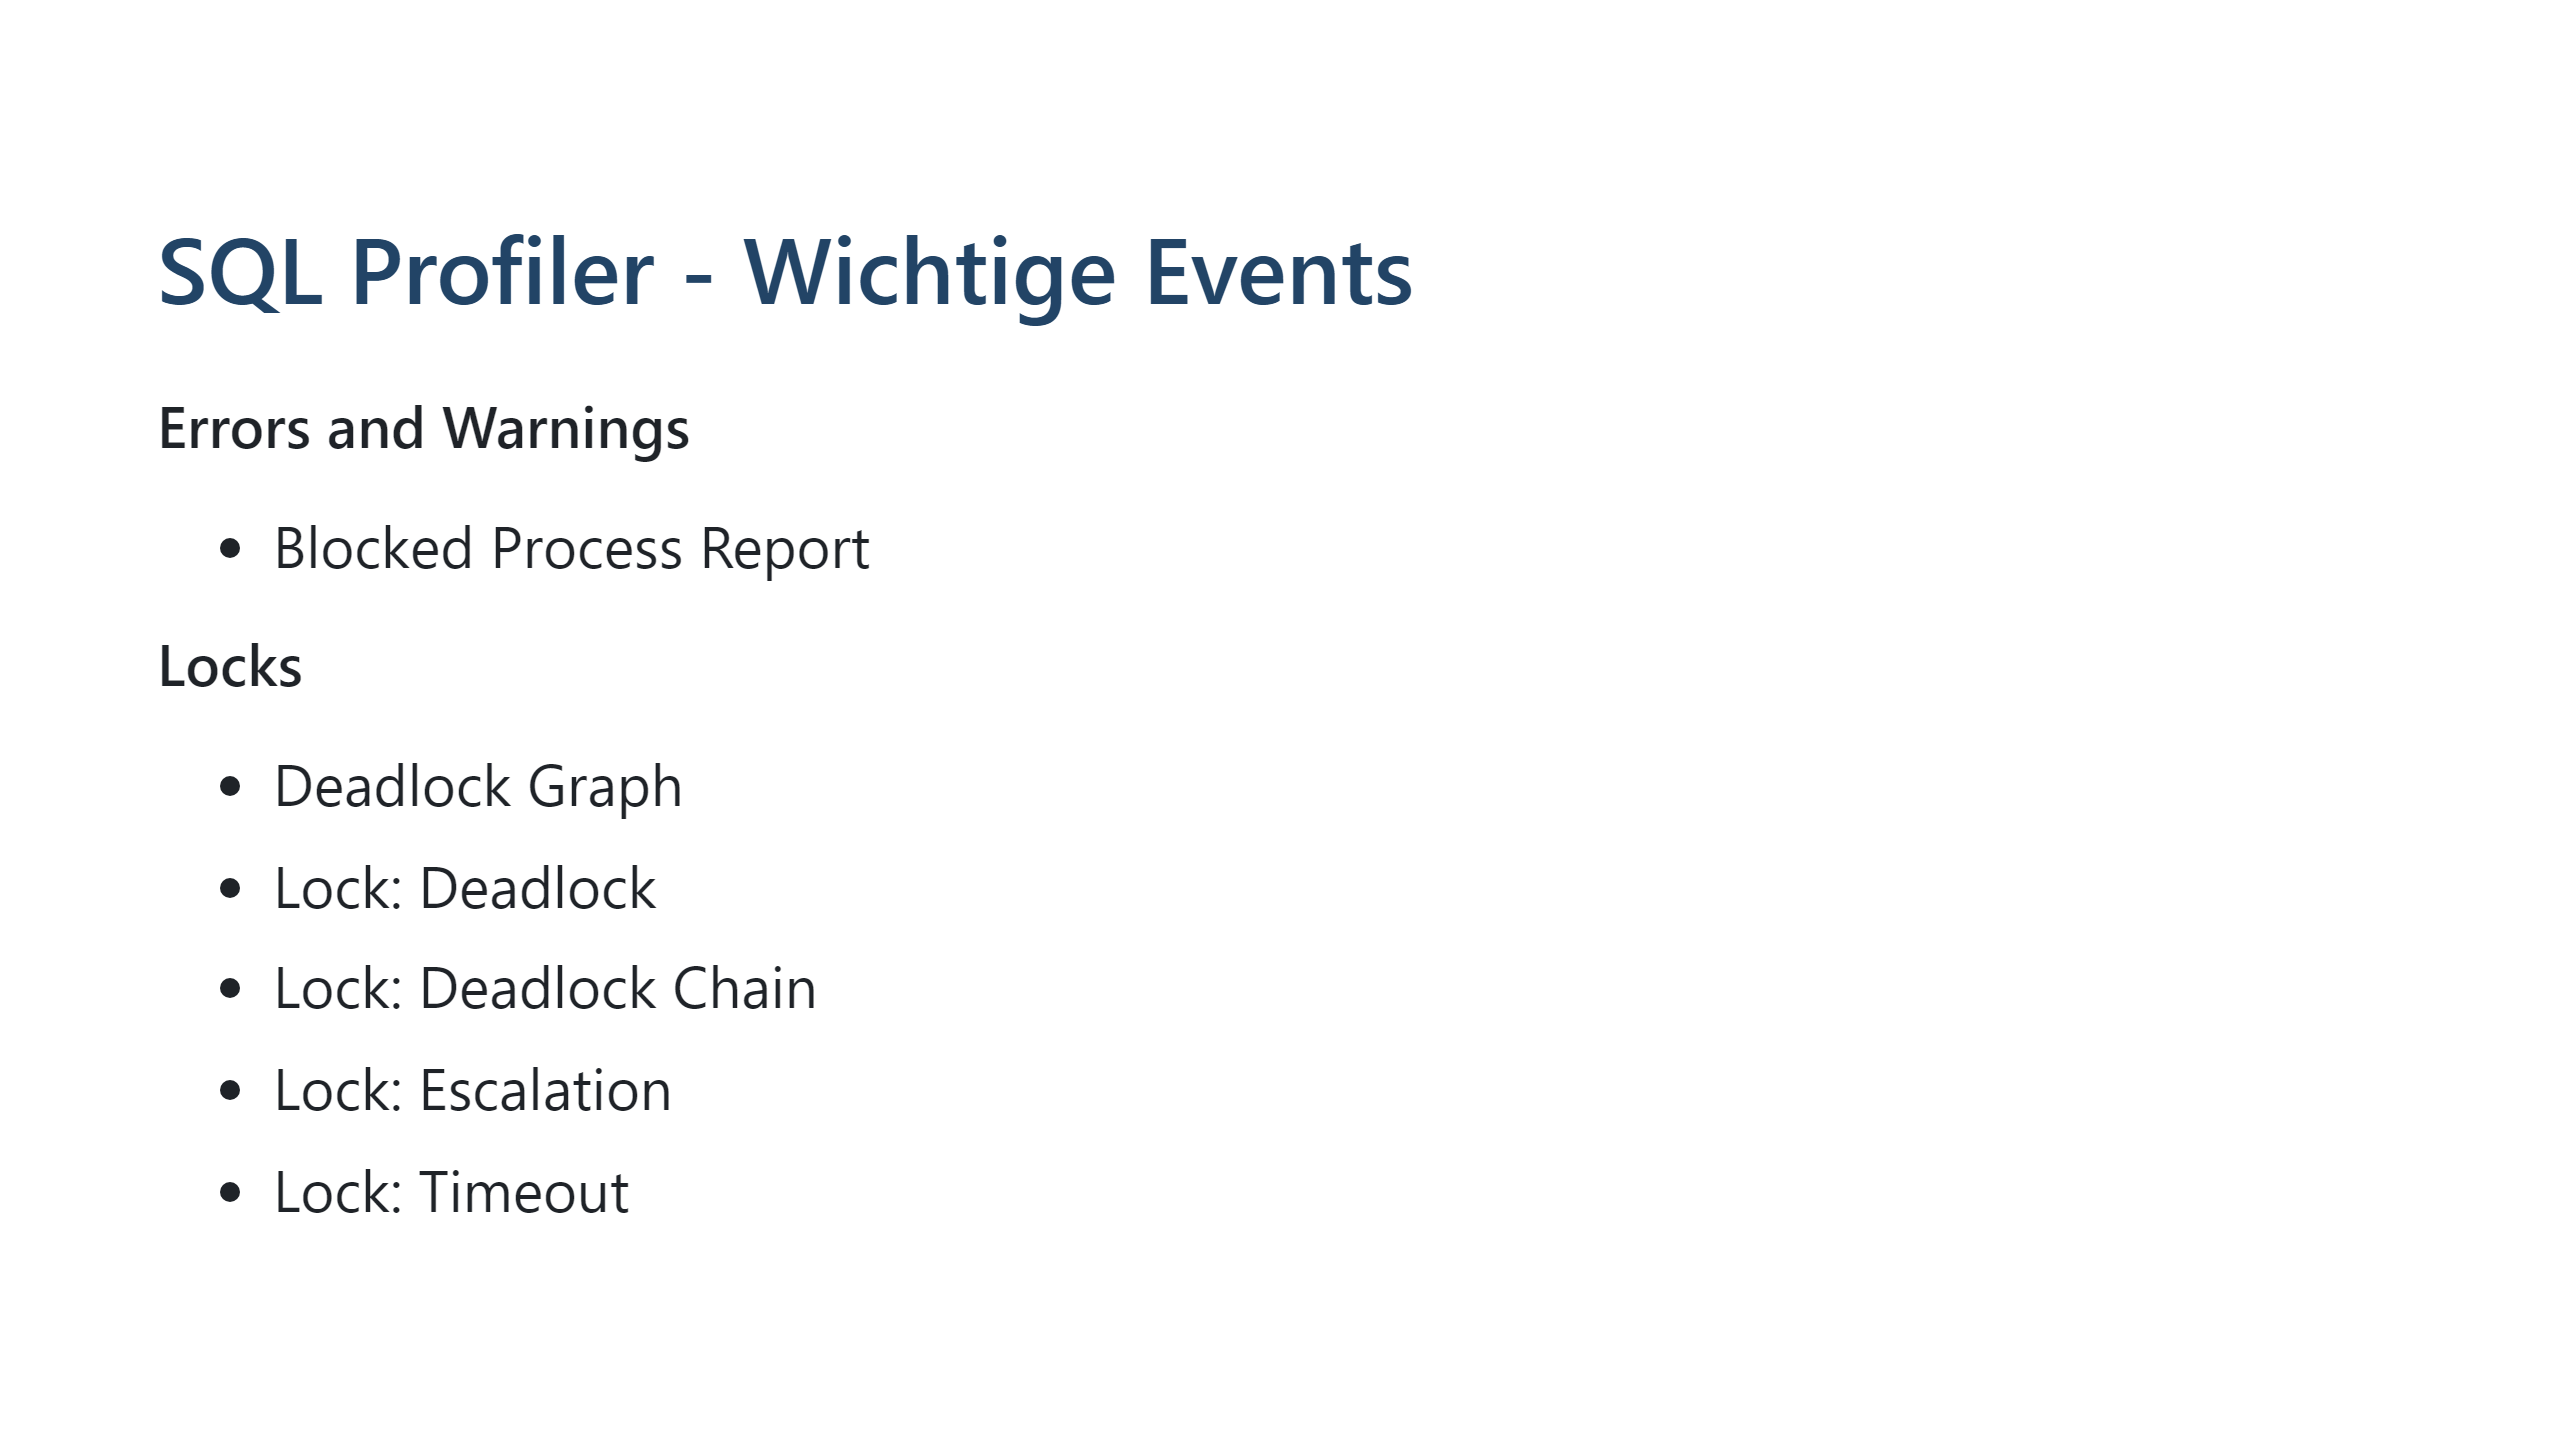 SQL Profiler - Wichtige Events
Errors and Warnings
• Blocked Process Report
Locks
• Deadlock Graph
• Lock: Deadlock
• Lock: Deadlock Chain
• Lock: Escalation
• Lock: Timeout